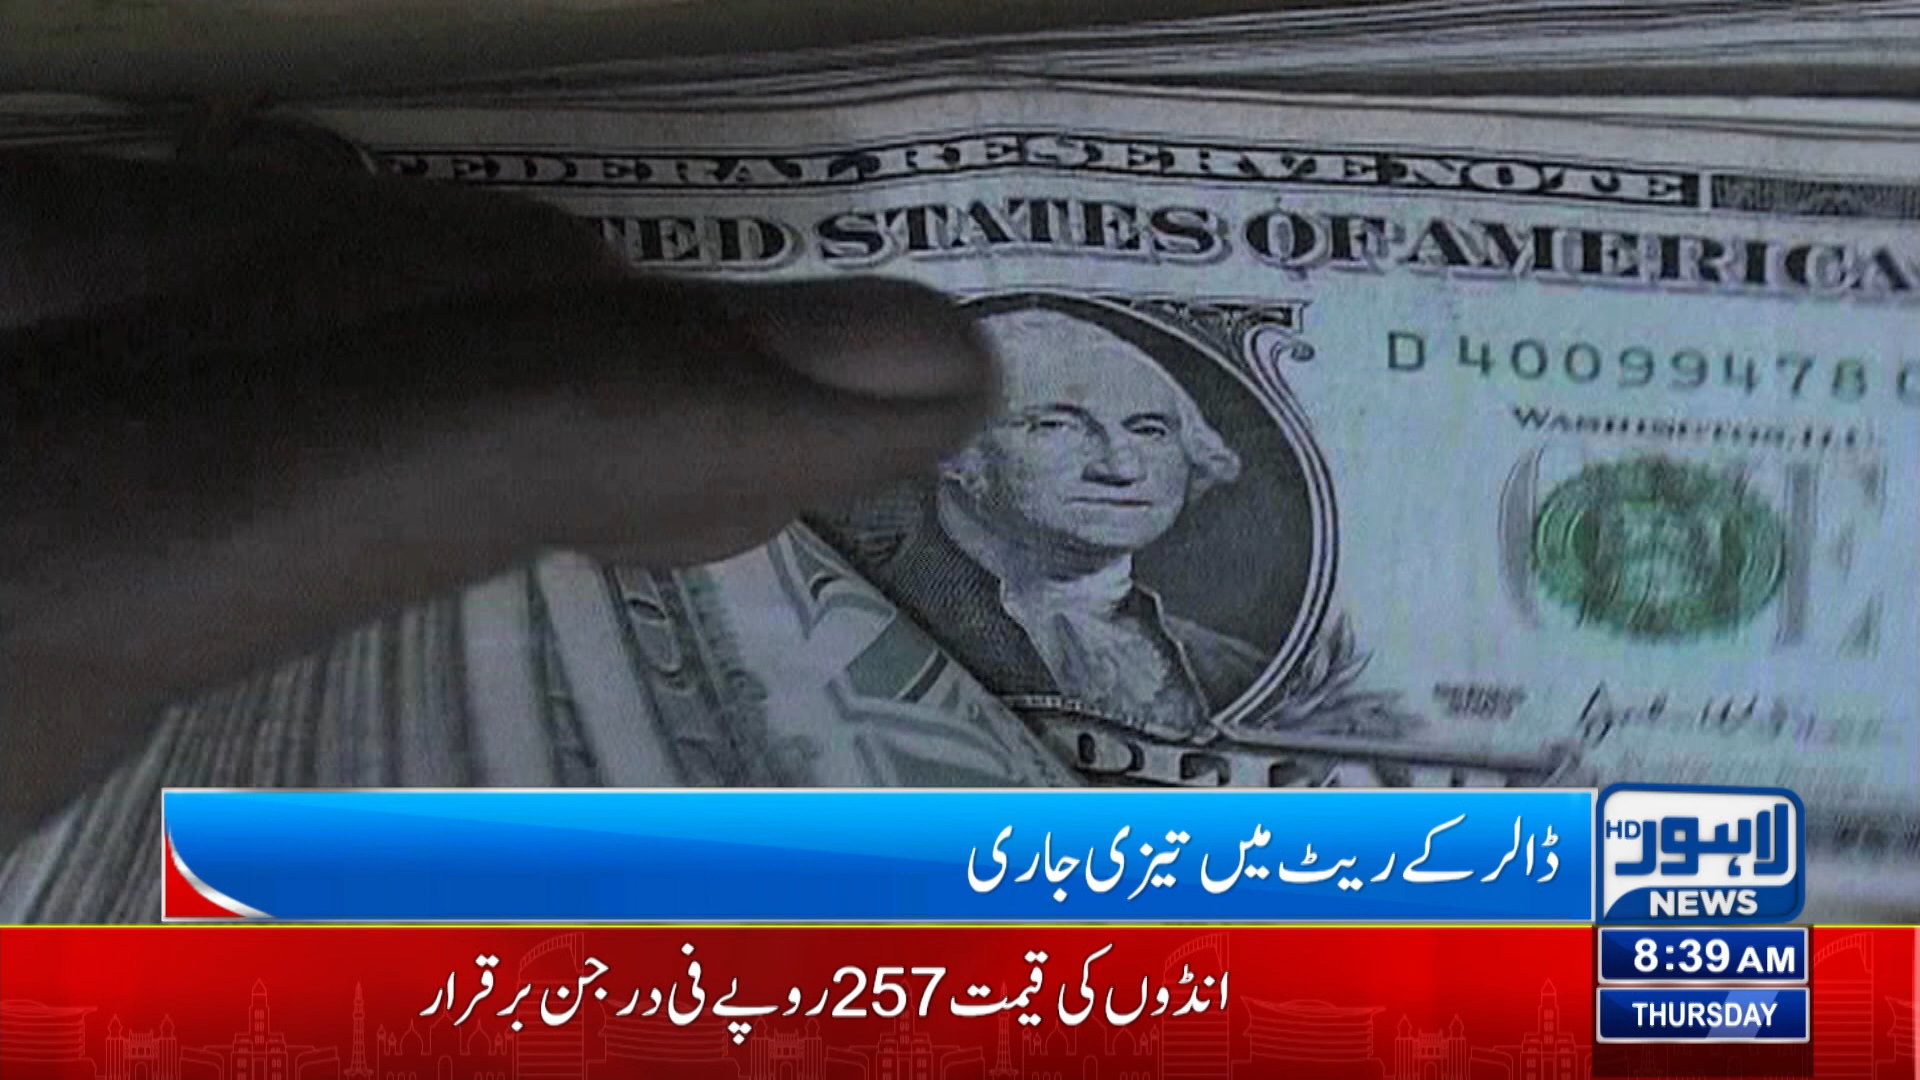 FEDERAL RESERVE NOTE
STATES OF AMERICA
D 40099478
WASHINGTON, D.C.
ڈالر کے ریٹ میں تیزی جاری
HD لاہور
NEWS
انڈوں کی قیمت 257 روپے فی درجن برقرار
8:39 AM
THURSDAY